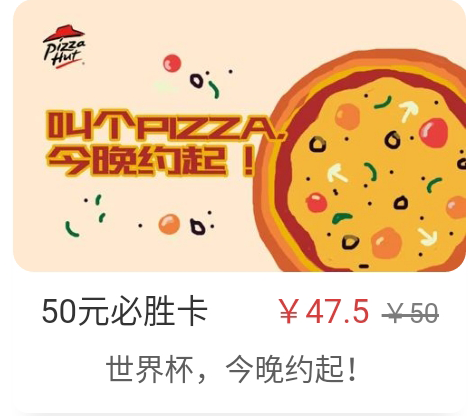 Pizza
Hut
叫个PIZZA,
今晚约起！
50元必胜卡
￥47.5 ￥50
世界杯，今晚约起！